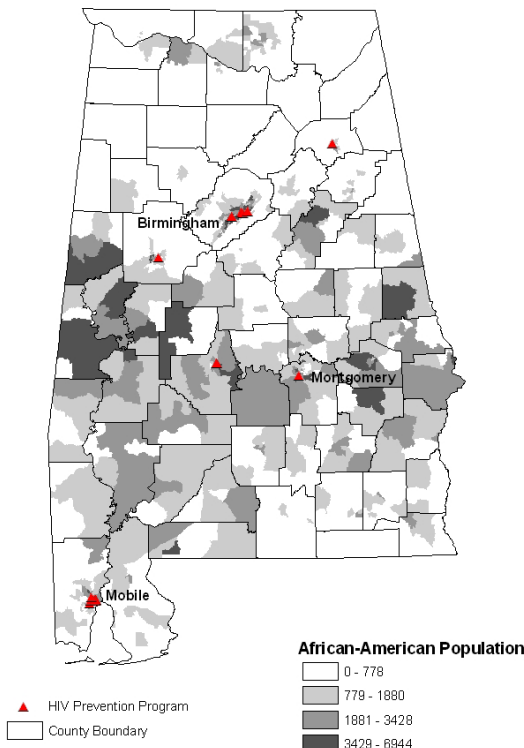 Birmingham
Montgomery
Mobile
African-American Population
0 - 778
779 - 1880
1881 - 3428
3429 - 6944
HIV Prevention Program
County Boundary